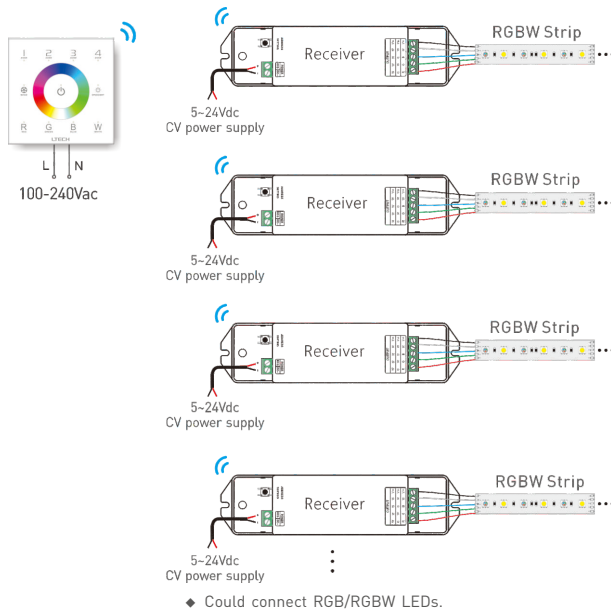 1 2 3 4
R G B W
LTECH
L N
100-240Vac
Receiver
RGBW Strip
5~24Vdc
CV power supply
Receiver
RGBW Strip
5~24Vdc
CV power supply
Receiver
RGBW Strip
5~24Vdc
CV power supply
Receiver
RGBW Strip
5~24Vdc
CV power supply
◆ Could connect RGB/RGBW LEDs.